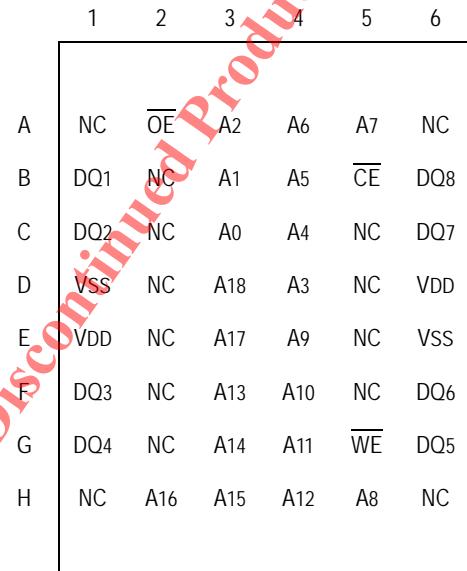 1 2 3 4 5 6
A NC OE A2 A6 A7 NC
B DQ1 NC A1 A5 CE DQ8
C DQ2 NC A0 A4 NC DQ7
D VSS NC A18 A3 NC VDD
E VDD NC A17 A9 NC VSS
F DQ3 NC A13 A10 NC DQ6
G DQ4 NC A14 A11 WE DQ5
H NC A16 A15 A12 A8 NC
Discontinued Produ